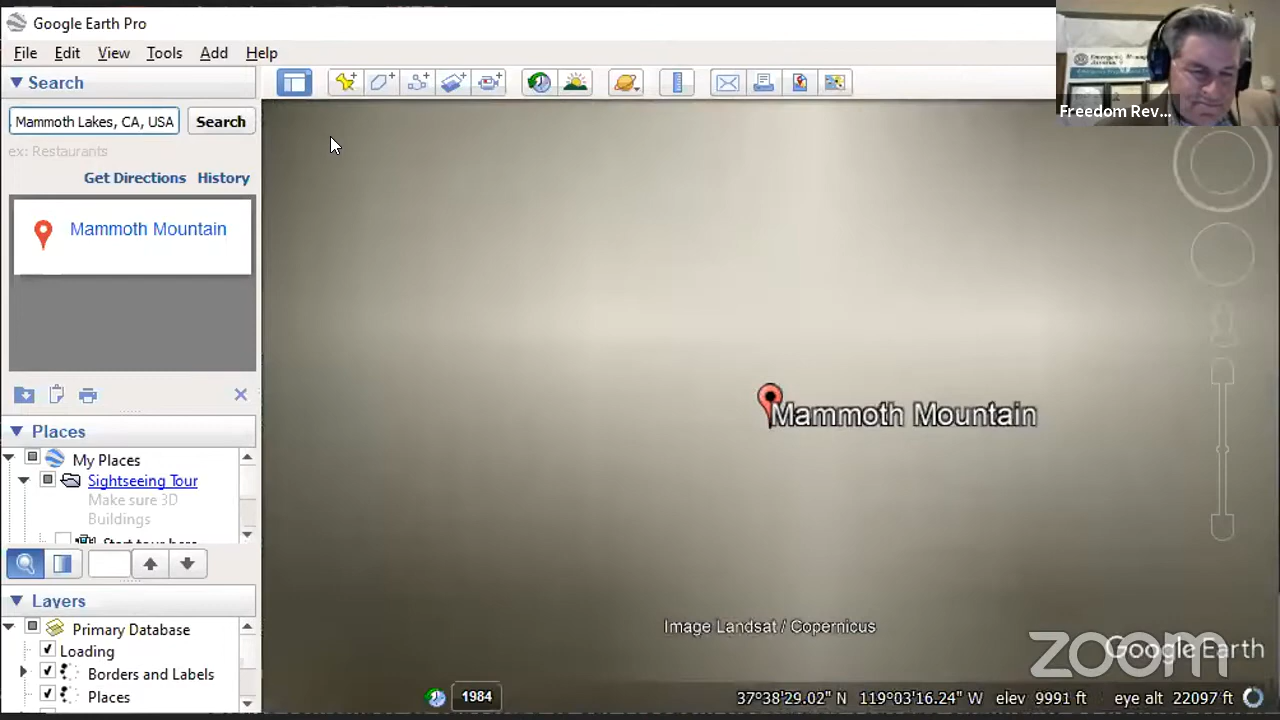 Google Earth Pro
File Edit View Tools Add Help
Search
Mammoth Lakes, CA, USA
Search
ex: Restaurants
Get Directions History
Mammoth Mountain
Places
My Places
Sightseeing Tour
Make sure 3D
Buildings
Start tour here
Layers
Primary Database
Loading
Borders and Labels
Places
Freedom Rev...
Mammoth Mountain
Image Landsat / Copernicus
Google Earth
zoom
1984
37°38'29.02" N 119°03'16.24" W elev 9991 ft eye alt 22097 ft